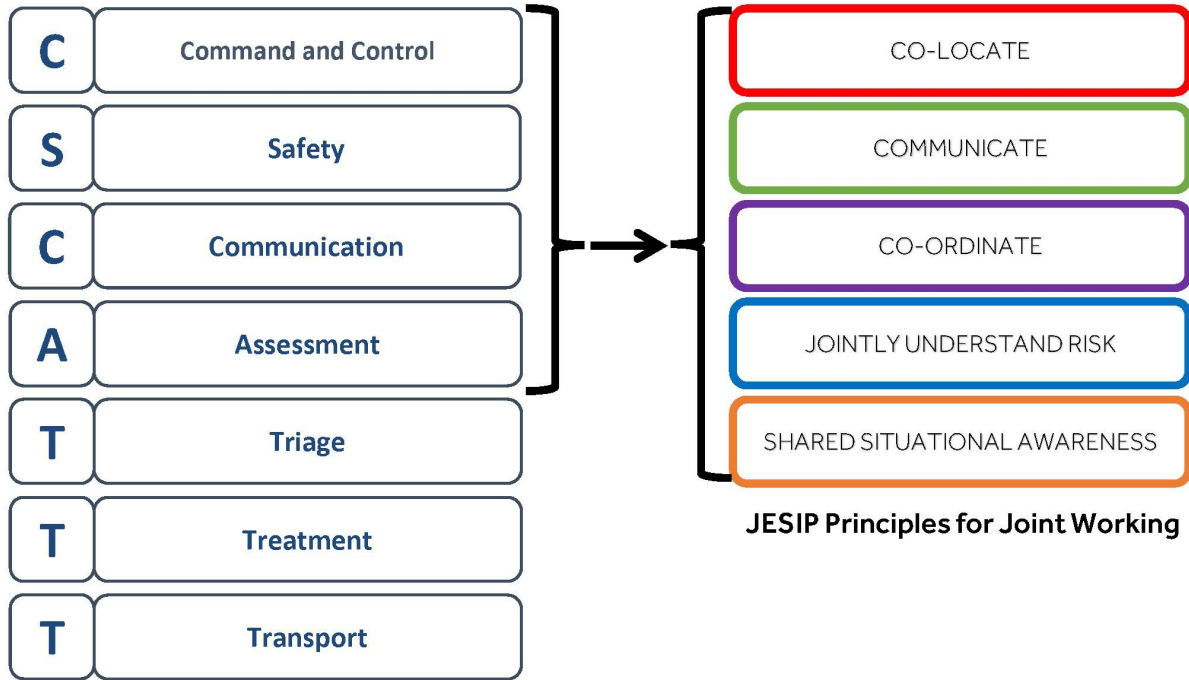 C Command and Control
S Safety
C Communication
A Assessment
T Triage
T Treatment
T Transport
CO-LOCATE
COMMUNICATE
CO-ORDINATE
JOINTLY UNDERSTAND RISK
SHARED SITUATIONAL AWARENESS
JESIP Principles for Joint Working